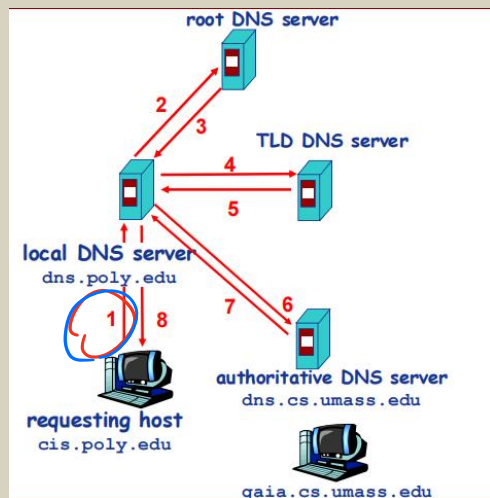 root DNS server
2
3
TLD DNS server
4
5
local DNS server
dns.poly.edu
6
7
1
8
authoritative DNS server
dns.cs.umass.edu
requesting host
cis.poly.edu
gaia.cs.umass.edu